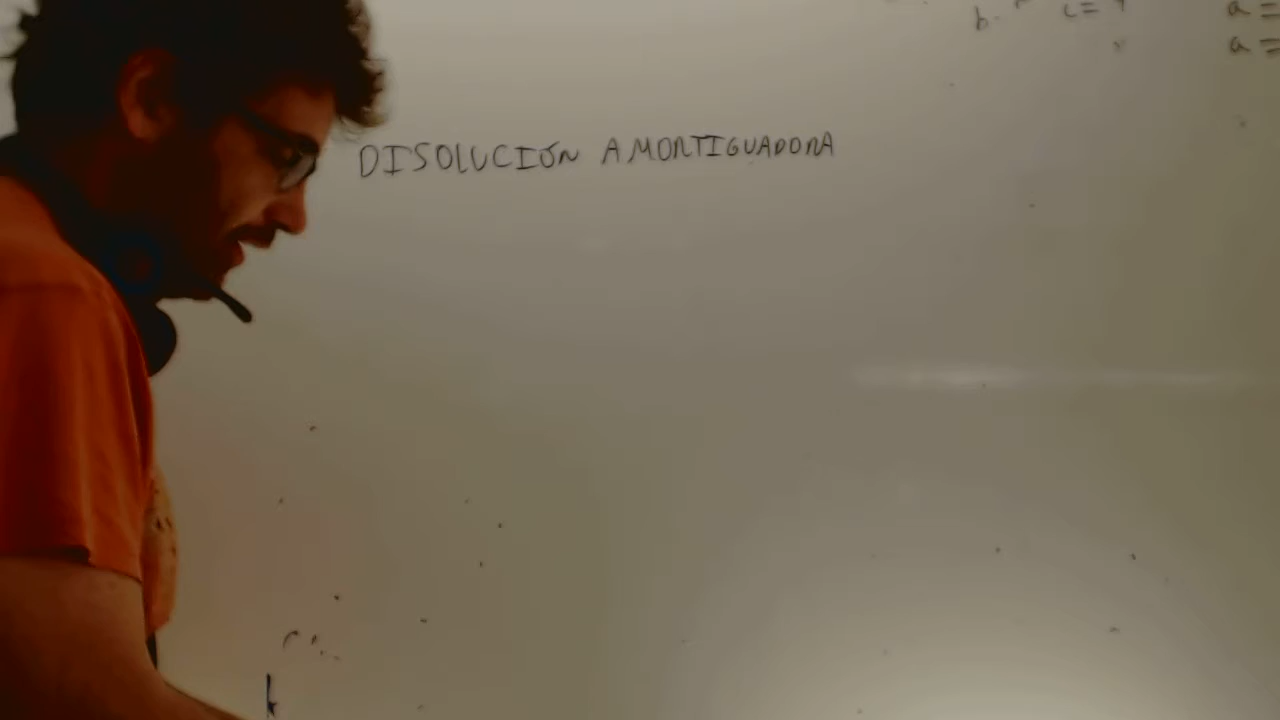 b. c=
a=
a=
DISOLUCIÓN AMORTIGUADORA